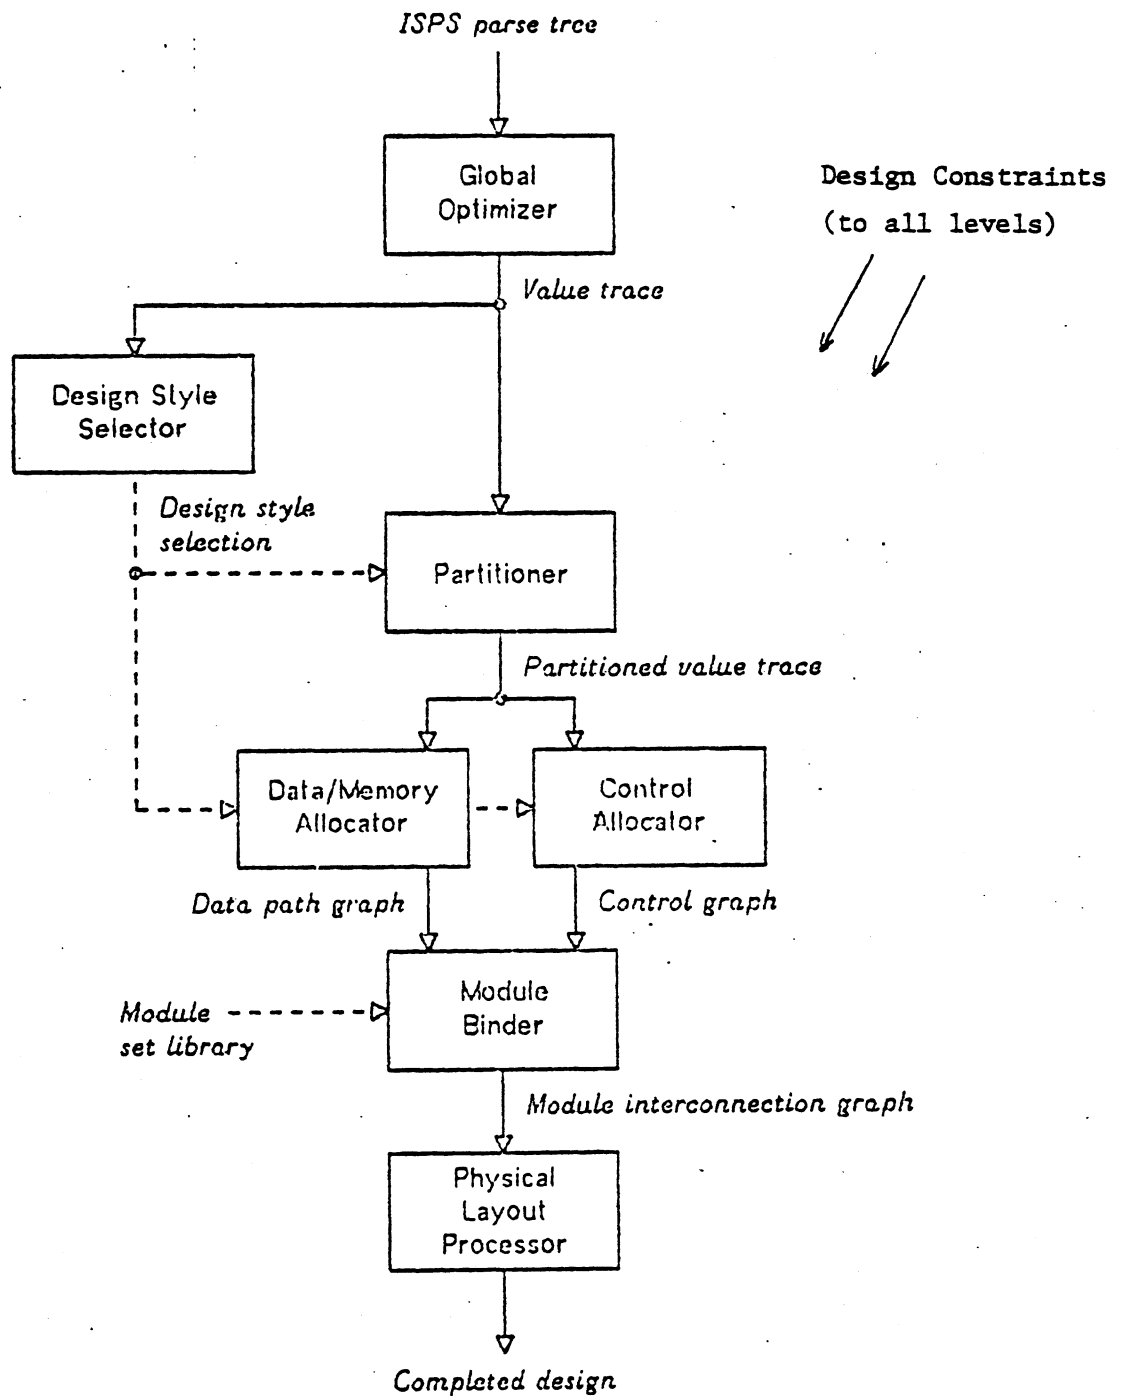 ISPS parse tree
Global
Optimizer
Design Constraints
(to all levels)
Value trace
Design Style
Selector
Design style
selection
Partitioner
Partitioned value trace
Data/Memory
Allocator
Control
Allocator
Data path graph
Control graph
Module
Binder
Module
set library
Module interconnection graph
Physical
Layout
Processor
Completed design